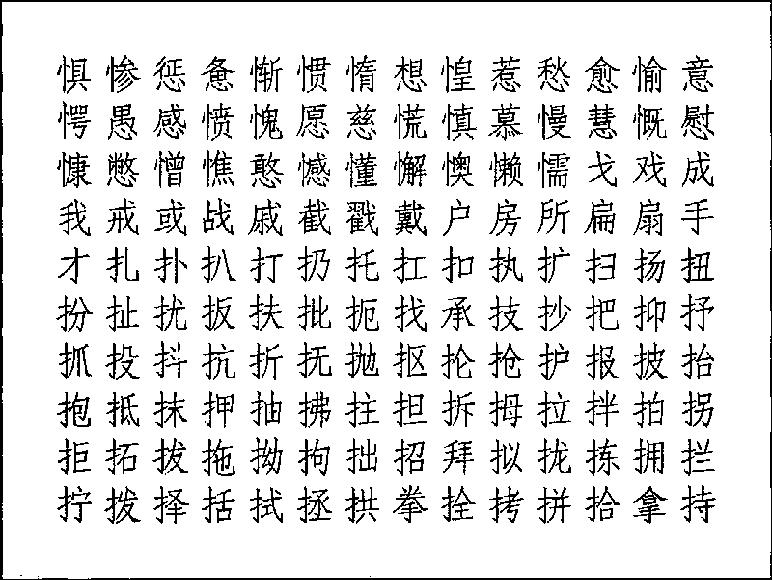 惧惨惩惫惭惯惰想惶惹愁愈愉意
愕愚感愤愧愿慈慌慎慕慢慧慨慰
慷憋憎憔憨憾懂懈懊懒懦戈戏成
我戒或战戚截戳戴户房所扁扇手
才扎扑扒打扔托扛扣执扩扫扬扭
扮扯扰扳扶批扼找承技抄把抑抒
抓投抖抗折抚抛抠抡抢护报披抬
抱抵抹押抽拂拄担拆拇拉拌拍拐
拒拓拔拖拗拘拙招拜拟拢拣拥拦
拧拨择括拭拯拱拳拴拷拼拾拿持